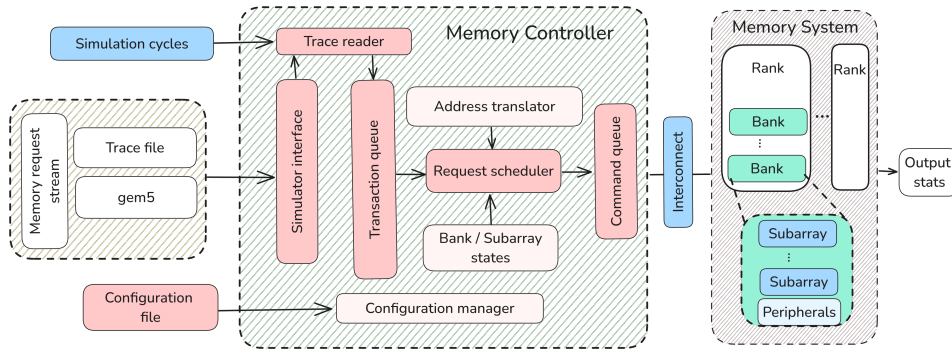 Simulation cycles
Memory request
stream
Trace file
gem5
Configuration
file
Memory Controller
Trace reader
Simulator interface
Transaction queue
Address translator
Request scheduler
Bank / Subarray
states
Configuration manager
Command queue
Interconnect
Memory System
Rank
Bank
...
Bank
...
Rank
Subarray
...
Subarray
Peripherals
Output
stats